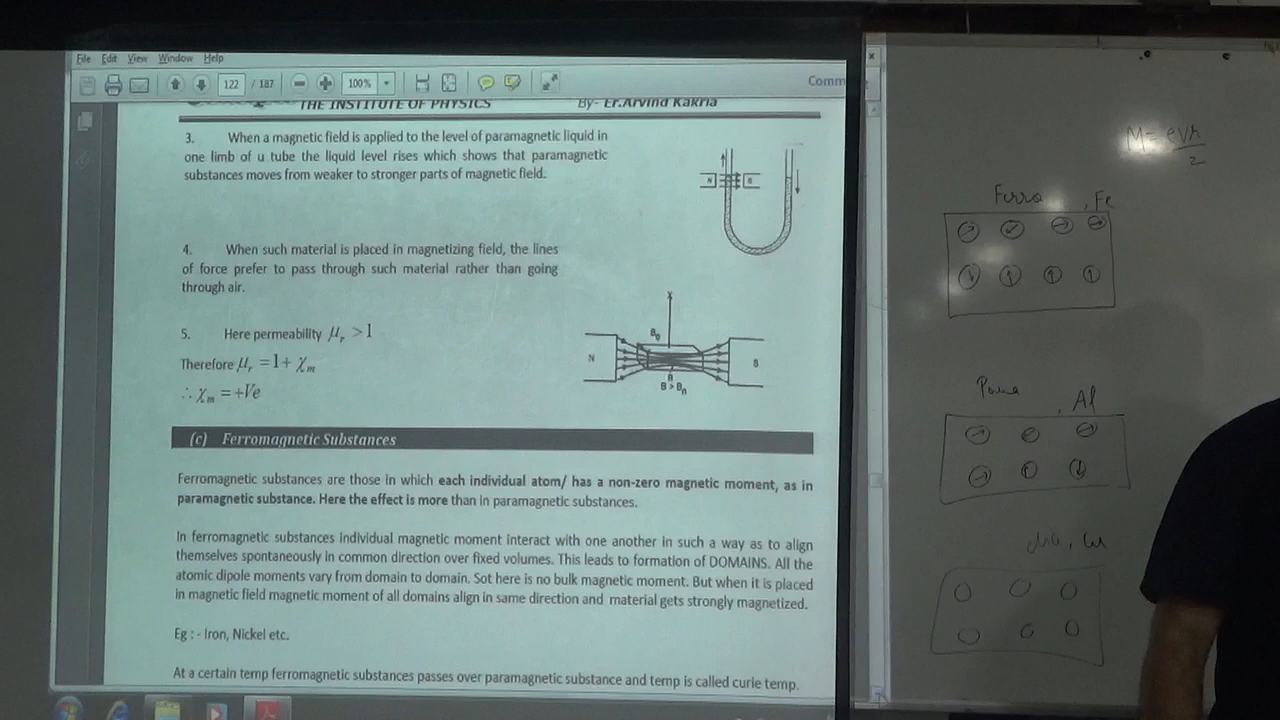 File Edit View Window Help
122 / 187 100% Comm
THE INSTITUTE OF PHYSICS By- Er.Arvind Kakria
3. When a magnetic field is applied to the level of paramagnetic liquid in
one limb of u tube the liquid level rises which shows that paramagnetic
substances moves from weaker to stronger parts of magnetic field.
N S
4. When such material is placed in magnetizing field, the lines
of force prefer to pass through such material rather than going
through air.
5. Here permeability μr >1
Therefore μr =1+ χm
∴ χm = +Ve
B0
N S
(c) Ferromagnetic Substances
Ferromagnetic substances are those in which each individual atom/ has a non-zero magnetic moment, as in
paramagnetic substance. Here the effect is more than in paramagnetic substances.
In ferromagnetic substances individual magnetic moment interact with one another in such a way as to align
themselves spontaneously in common direction over fixed volumes. This leads to formation of DOMAINS. All the
atomic dipole moments vary from domain to domain. Sot here is no bulk magnetic moment. But when it is placed
in magnetic field magnetic moment of all domains align in same direction and material gets strongly magnetized.
Eg : - Iron, Nickel etc.
At a certain temp ferromagnetic substances passes over paramagnetic substance and temp is called curie temp.
M = evr
2
Ferro , Fe
Para , Al